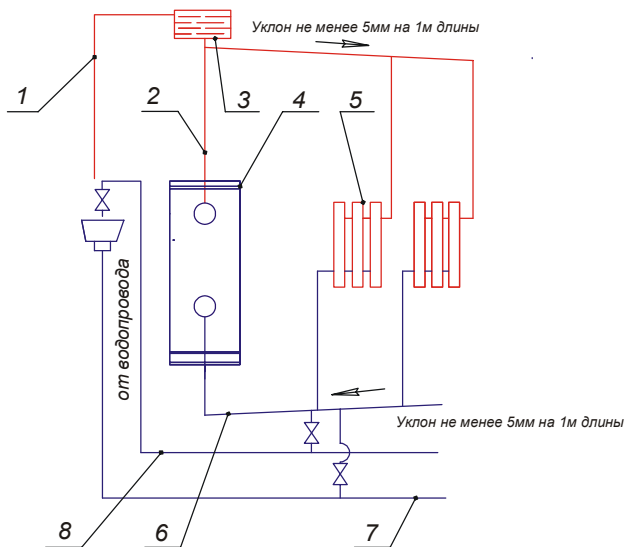 Уклон не менее 5мм на 1м длины
1
2
3
4
5
от водопровода
Уклон не менее 5мм на 1м длины
8
6
7